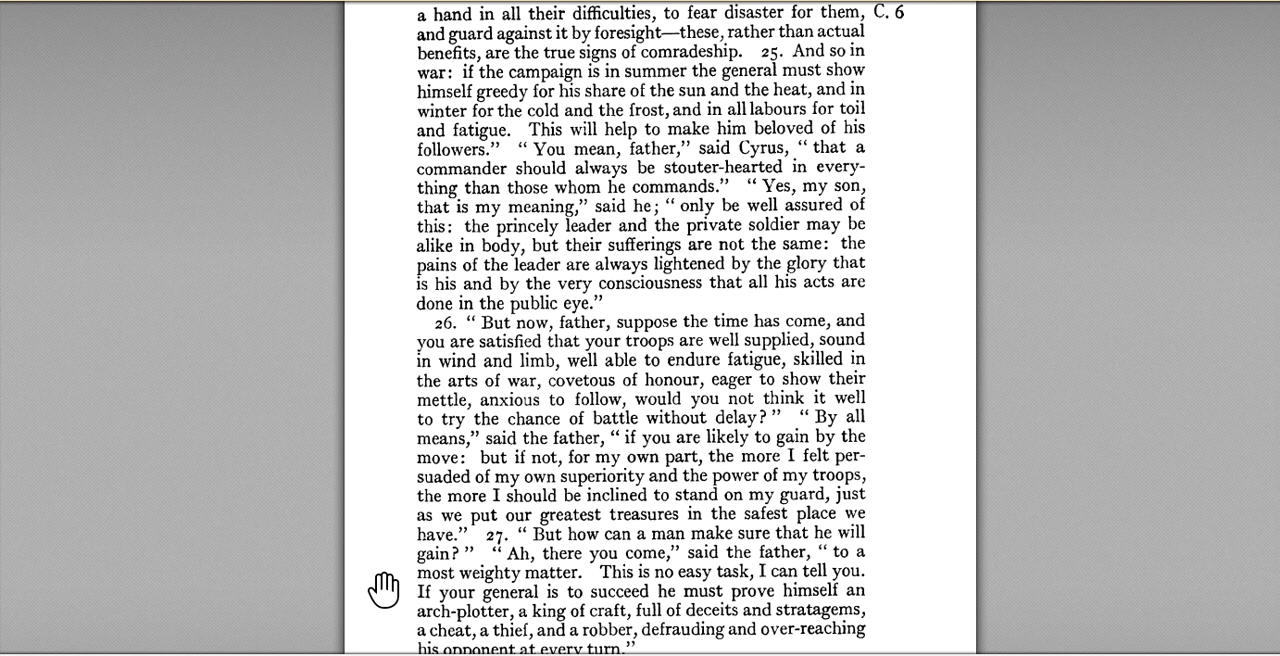 a hand in all their difficulties, to fear disaster for them, C. 6
and guard against it by foresight—these, rather than actual
benefits, are the true signs of comradeship. 25. And so in
war: if the campaign is in summer the general must show
himself greedy for his share of the sun and the heat, and in
winter for the cold and the frost, and in all labours for toil
and fatigue. This will help to make him beloved of his
followers.” “ You mean, father,” said Cyrus, “ that a
commander should always be stouter-hearted in every-
thing than those whom he commands.” “ Yes, my son,
that is my meaning,” said he; “ only be well assured of
this: the princely leader and the private soldier may be
alike in body, but their sufferings are not the same: the
pains of the leader are always lightened by the glory that
is his and by the very consciousness that all his acts are
done in the public eye.”
26. “ But now, father, suppose the time has come, and
you are satisfied that your troops are well supplied, sound
in wind and limb, well able to endure fatigue, skilled in
the arts of war, covetous of honour, eager to show their
mettle, anxious to follow, would you not think it well
to try the chance of battle without delay? ” “ By all
means,” said the father, “ if you are likely to gain by the
move: but if not, for my own part, the more I felt per-
suaded of my own superiority and the power of my troops,
the more I should be inclined to stand on my guard, just
as we put our greatest treasures in the safest place we
have.” 27. “ But how can a man make sure that he will
gain? ” “ Ah, there you come,” said the father, “ to a
most weighty matter. This is no easy task, I can tell you.
If your general is to succeed he must prove himself an
arch-plotter, a king of craft, full of deceits and stratagems,
a cheat, a thief, and a robber, defrauding and over-reaching
his opponent at every turn.”